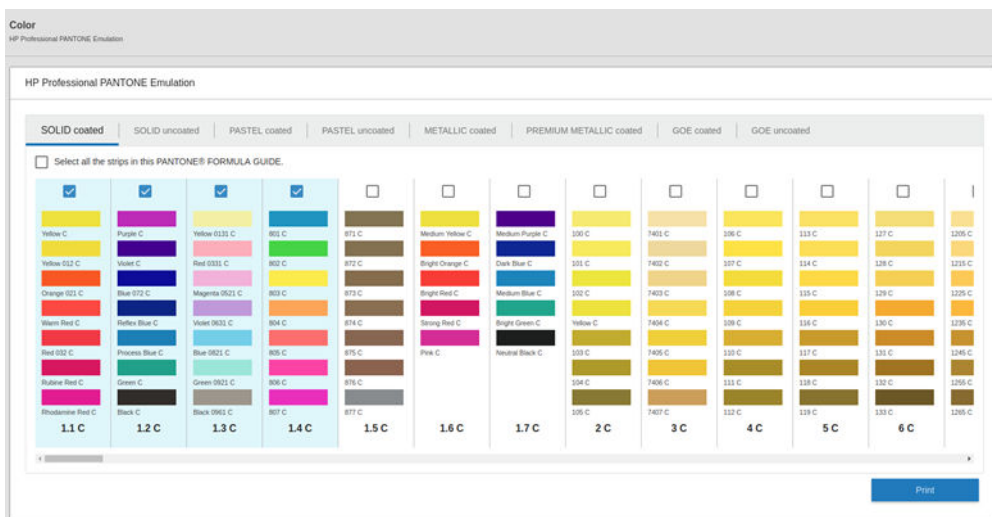 Color
HP Professional PANTONE Emulation
HP Professional PANTONE Emulation
SOLID coated SOLID uncoated PASTEL coated PASTEL uncoated METALLIC coated PREMIUM METALLIC coated GOE coated GOE uncoated
Select all the strips in this PANTONE® FORMULA GUIDE.
Yellow C Purple C Yellow 0131 C 801 C 871 C Medium Yellow C Medium Purple C 100 C 7401 C 106 C 113 C 127 C 1205 C
Yellow 012 C Violet C Red 0331 C 802 C 872 C Bright Orange C Dark Blue C 101 C 7402 C 107 C 114 C 128 C 1215 C
Orange 021 C Blue 072 C Magenta 0521 C 803 C 873 C Bright Red C Medium Blue C 102 C 7403 C 108 C 115 C 129 C 1225 C
Warm Red C Reflex Blue C Violet 0631 C 804 C 874 C Strong Red C Bright Green C Yellow C 7404 C 109 C 116 C 130 C 1235 C
Red 032 C Process Blue C Blue 0821 C 805 C 875 C Pink C Neutral Black C 103 C 7405 C 110 C 117 C 131 C 1245 C
Rubine Red C Green C Green 0921 C 806 C 876 C 104 C 7406 C 111 C 118 C 132 C 1255 C
Rhodamine Red C Black C Black 0961 C 807 C 877 C 105 C 7407 C 112 C 119 C 133 C 1265 C
1.1 C 1.2 C 1.3 C 1.4 C 1.5 C 1.6 C 1.7 C 2 C 3 C 4 C 5 C 6 C
Print